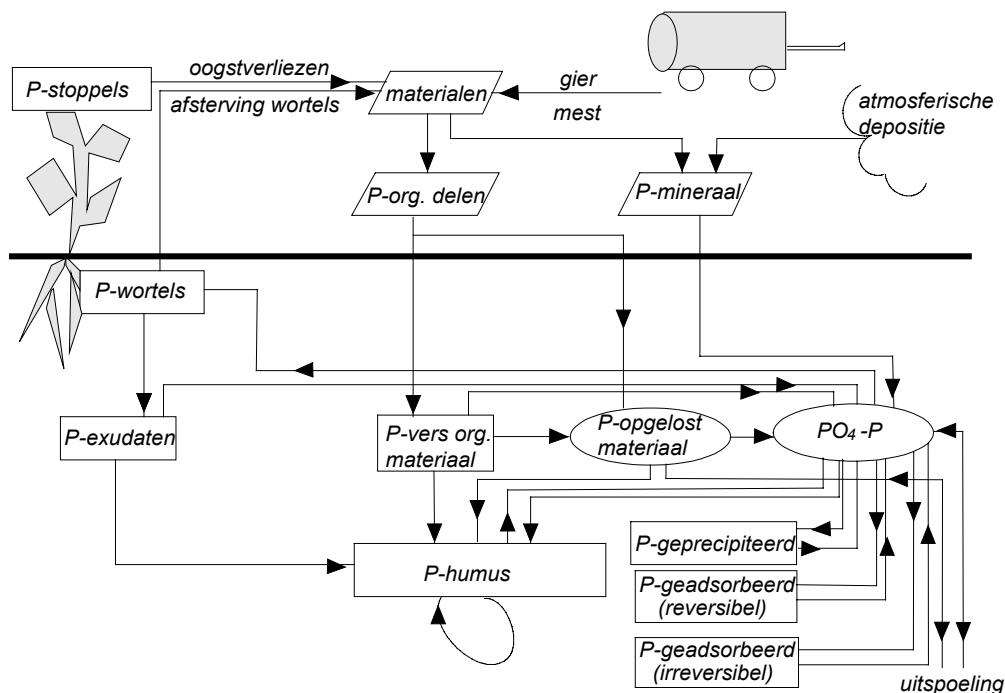 P-stoppels
oogstverliezen
afsterving wortels
materialen
gier
mest
atmosferische
depositie
P-org. delen
P-mineraal
P-wortels
P-exudaten
P-vers org.
materiaal
P-opgelost
materiaal
PO4 -P
P-humus
P-geprecipiteerd
P-geadsorbeerd
(reversibel)
P-geadsorbeerd
(irreversibel)
uitspoeling